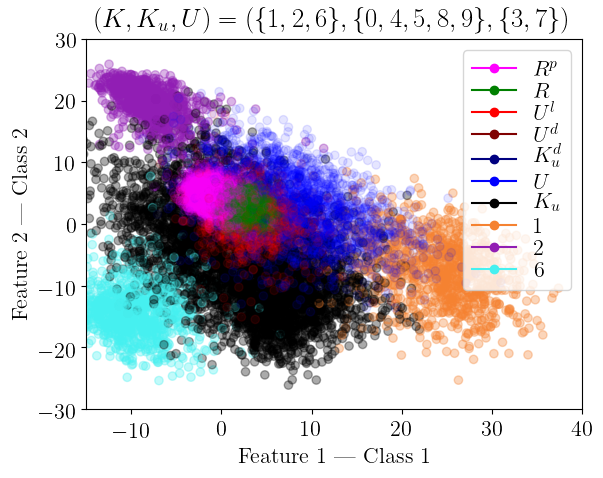 (K, K_u, U) = ({1, 2, 6}, {0, 4, 5, 8, 9}, {3, 7})
30
20
10
0
−10
−20
−30
Feature 2 — Class 2
R^p
R
U^l
U^d
K_u^d
U
K_u
1
2
6
−10
0
10
20
30
40
Feature 1 — Class 1